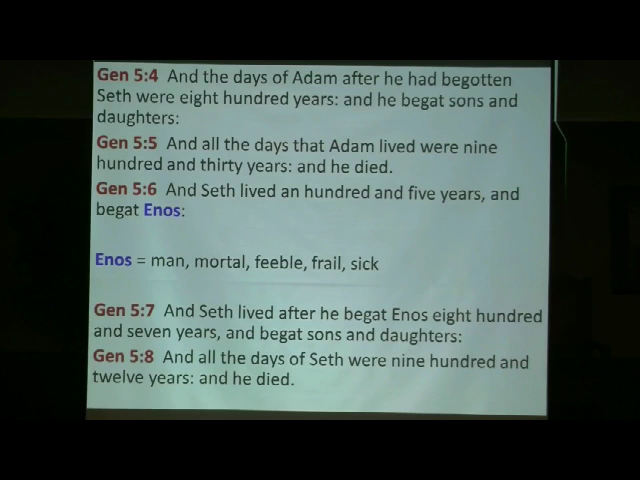 Gen 5:4 And the days of Adam after he had begotten
Seth were eight hundred years: and he begat sons and
daughters:
Gen 5:5 And all the days that Adam lived were nine
hundred and thirty years: and he died.
Gen 5:6 And Seth lived an hundred and five years, and
begat Enos:
Enos = man, mortal, feeble, frail, sick
Gen 5:7 And Seth lived after he begat Enos eight hundred
and seven years, and begat sons and daughters:
Gen 5:8 And all the days of Seth were nine hundred and
twelve years: and he died.